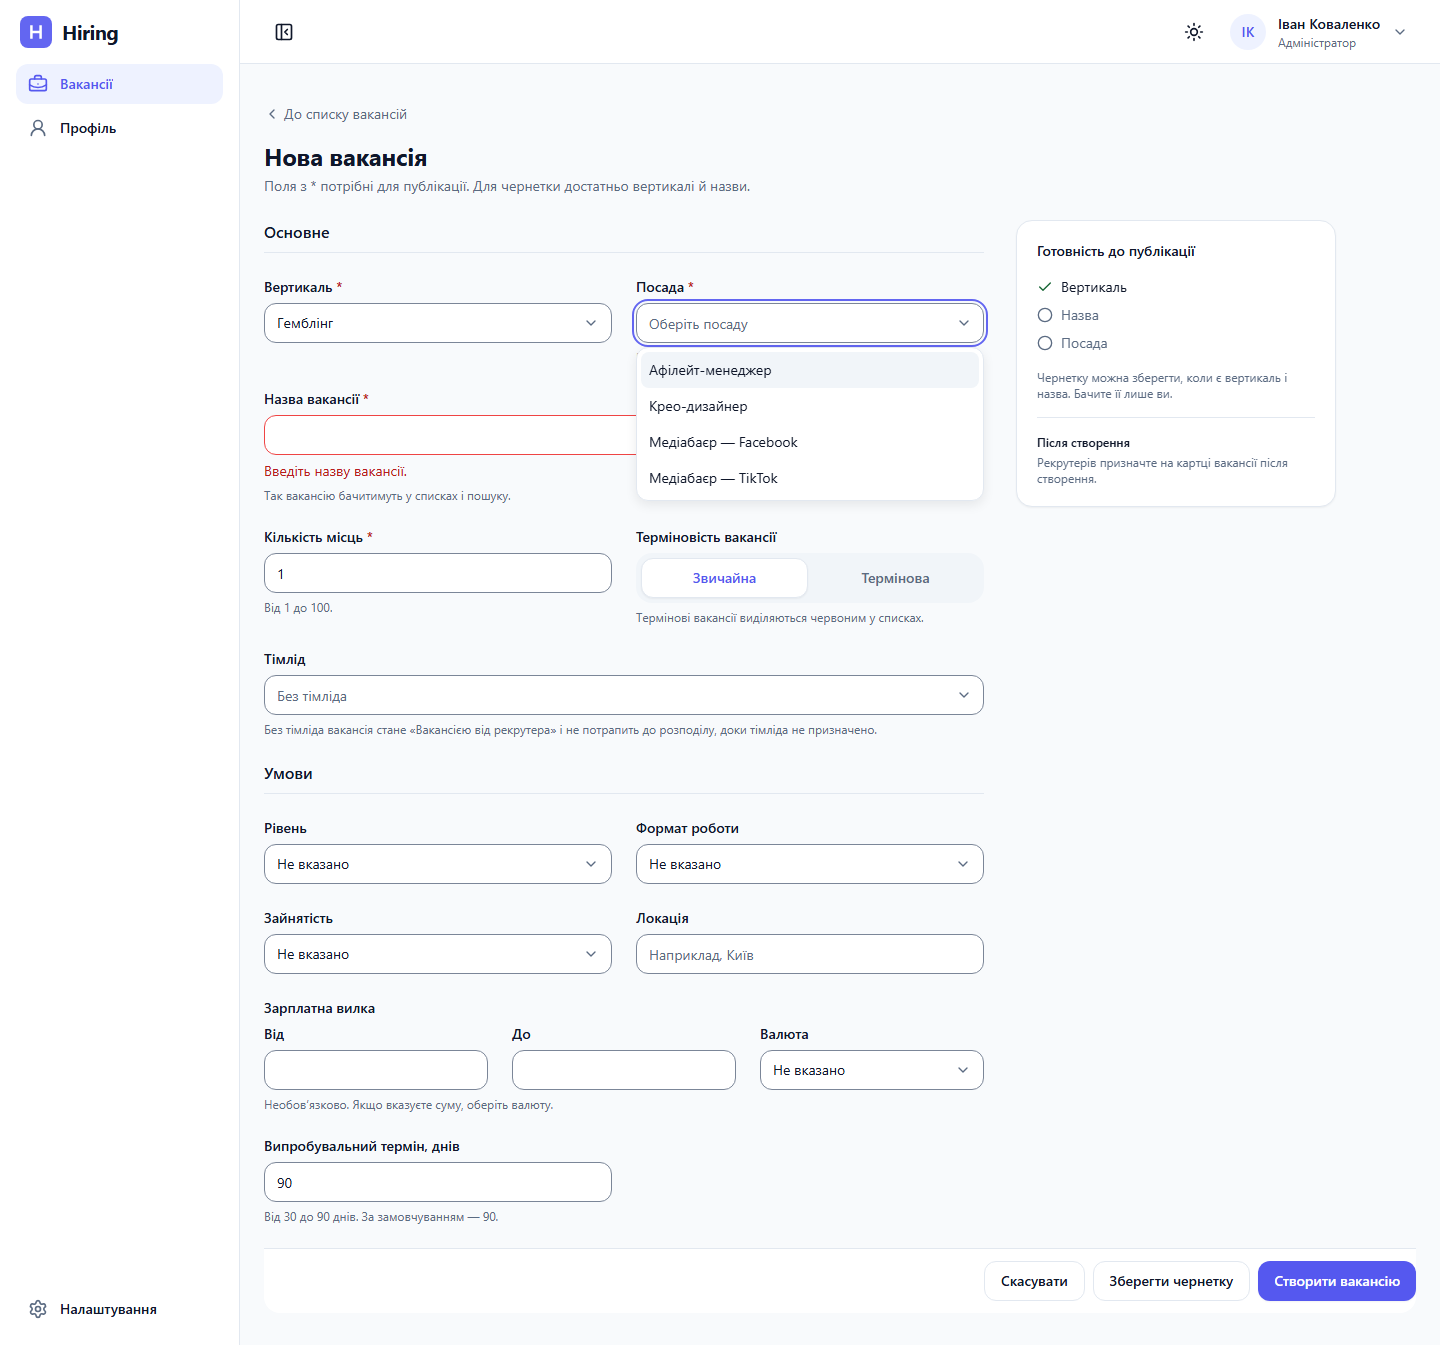 H Hiring
Вакансії
Профіль
Налаштування
ІК
Іван Коваленко
Адміністратор
До списку вакансій
Нова вакансія
Поля з * потрібні для публікації. Для чернетки достатньо вертикалі й назви.
Основне
Вертикаль *
Гемблінг
Посада *
Оберіть посаду
Афілейт-менеджер
Крео-дизайнер
Медіабаєр — Facebook
Медіабаєр — TikTok
Назва вакансії *
Введіть назву вакансії.
Так вакансію бачитимуть у списках і пошуку.
Кількість місць *
1
Від 1 до 100.
Терміновість вакансії
Звичайна
Термінова
Термінові вакансії виділяються червоним у списках.
Тімлід
Без тімліда
Без тімліда вакансія стане «Вакансією від рекрутера» і не потрапить до розподілу, доки тімліда не призначено.
Умови
Рівень
Не вказано
Формат роботи
Не вказано
Зайнятість
Не вказано
Локація
Наприклад, Київ
Зарплатна вилка
Від
До
Валюта
Не вказано
Необов'язково. Якщо вказуєте суму, оберіть валюту.
Випробувальний термін, днів
90
Від 30 до 90 днів. За замовчуванням — 90.
Скасувати
Зберегти чернетку
Створити вакансію
Готовність до публікації
Вертикаль
Назва
Посада
Чернетку можна зберегти, коли є вертикаль і
назва. Бачите її лише ви.
Після створення
Рекрутерів призначте на картці вакансії після
створення.